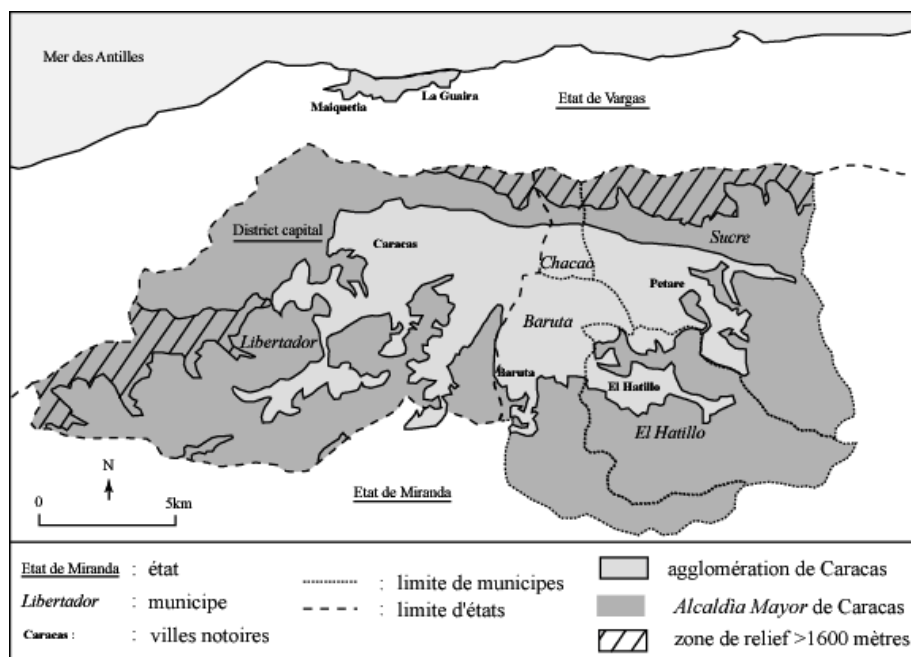 Mer des Antilles
Maiquetia
La Guaira
Etat de Vargas
District capital
Caracas
Sucre
Chacaò
Petare
Libertador
Baruta
Baruta
El Hatillo
El Hatillo
N
0 5km
Etat de Miranda
Etat de Miranda : état
Libertador : municipe
Caracas : : villes notoires
: limite de municipes
: limite d'états
agglomération de Caracas
Alcaldìa Mayor de Caracas
zone de relief >1600 mètres